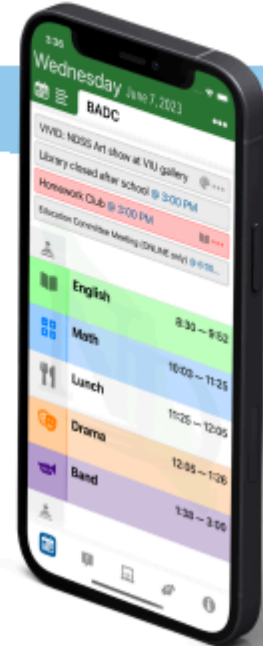 3:36
Wednesday June 7, 2023
BADC
VIVID: NDSS Art show at VIU gallery
Library closed after school @ 3:00 PM
Homework Club @ 3:00 PM
Education Committee Meeting (ONLINE only)
English
8:30 — 9:52
Math
10:03 — 11:25
Lunch
11:25 — 12:05
Drama
12:05 — 1:26
Band
1:38 — 3:00